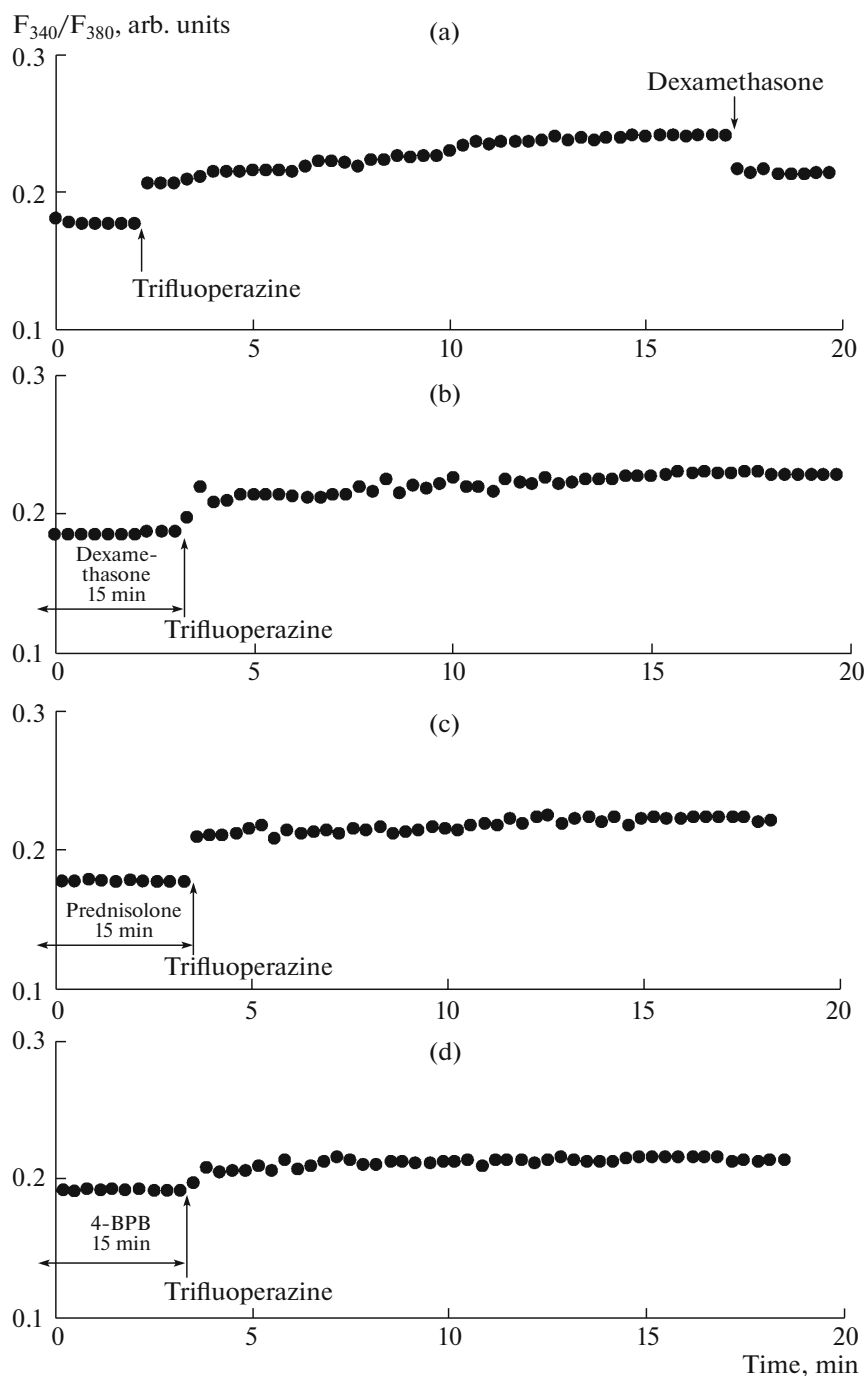 F340/F380, arb. units
(a)
0.3
Dexamethasone
0.2
Trifluoperazine
0.1
0 5 10 15 20
(b)
0.3
0.2
Dexame-
thasone
15 min
Trifluoperazine
0.1
0 5 10 15 20
(c)
0.3
0.2
Prednisolone
15 min
Trifluoperazine
0.1
0 5 10 15 20
(d)
0.3
0.2
4-BPB
15 min
Trifluoperazine
0.1
0 5 10 15 20
Time, min